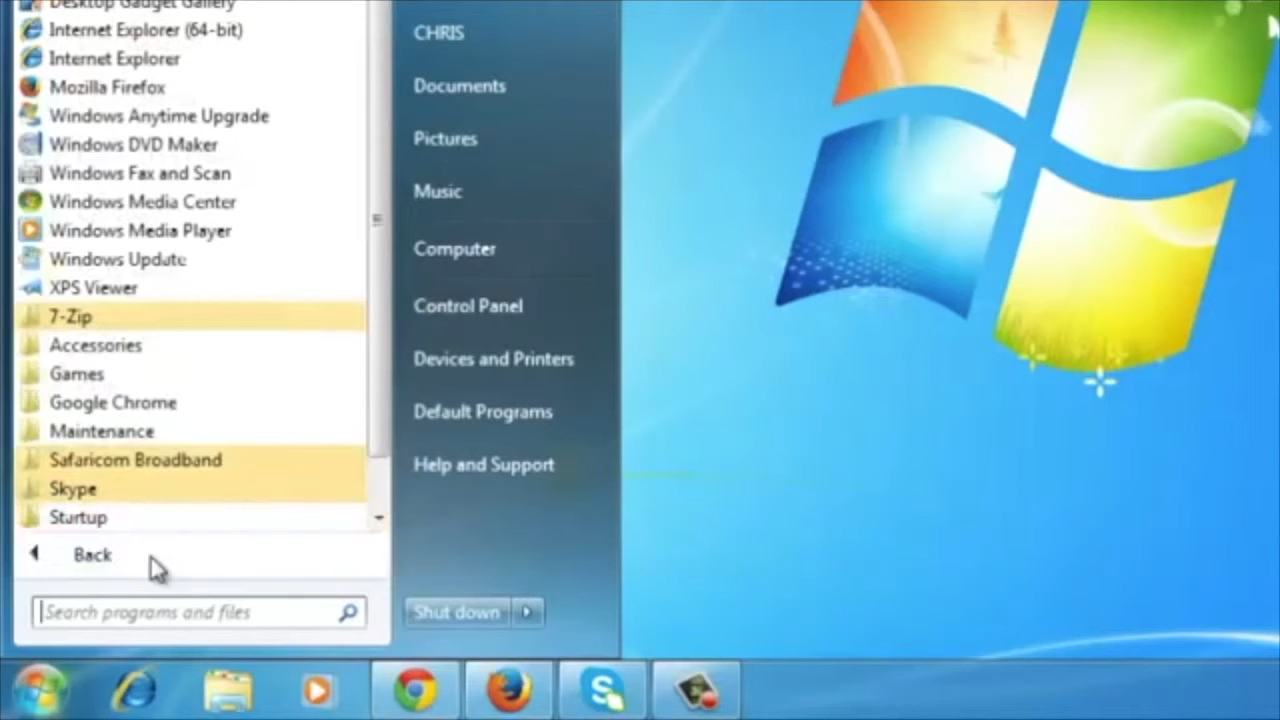 Desktop Gadget Gallery
Internet Explorer (64-bit)
Internet Explorer
Mozilla Firefox
Windows Anytime Upgrade
Windows DVD Maker
Windows Fax and Scan
Windows Media Center
Windows Media Player
Windows Update
XPS Viewer
7-Zip
Accessories
Games
Google Chrome
Maintenance
Safaricom Broadband
Skype
Startup
Back
Search programs and files
CHRIS
Documents
Pictures
Music
Computer
Control Panel
Devices and Printers
Default Programs
Help and Support
Shut down